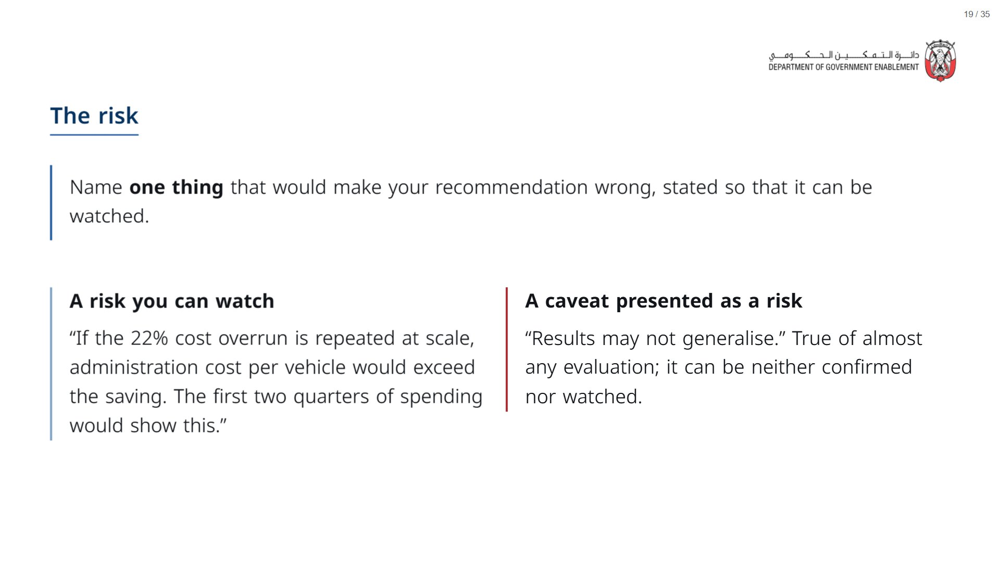 19 / 35
دائرة التمكين الحكومي
DEPARTMENT OF GOVERNMENT ENABLEMENT
The risk
Name one thing that would make your recommendation wrong, stated so that it can be
watched.
A risk you can watch
“If the 22% cost overrun is repeated at scale,
administration cost per vehicle would exceed
the saving. The first two quarters of spending
would show this.”
A caveat presented as a risk
“Results may not generalise.” True of almost
any evaluation; it can be neither confirmed
nor watched.